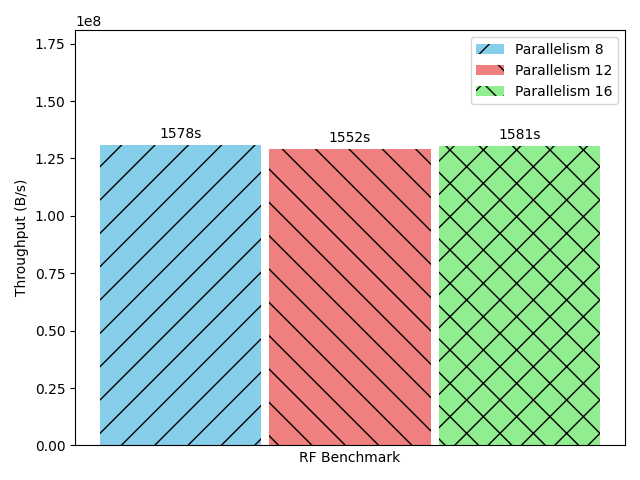 1e8
Throughput (B/s)
1.75
1.50
1.25
1.00
0.75
0.50
0.25
0.00
1578s
1552s
1581s
Parallelism 8
Parallelism 12
Parallelism 16
RF Benchmark